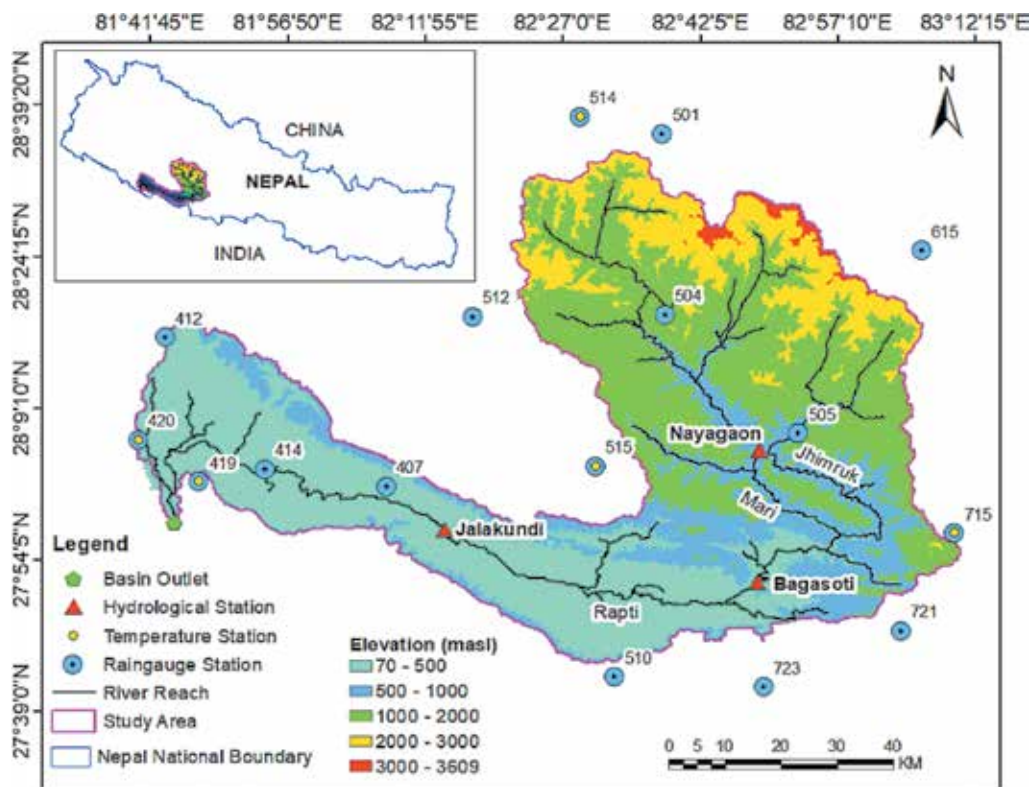 81°41'45"E 81°56'50"E 82°11'55"E 82°27'0"E 82°42'25"E 82°57'10"E 83°12'15"E
28°39'20"N
28°24'15"N
28°9'10"N
27°54'5"N
27°39'0"N
CHINA
NEPAL
INDIA
N
514
501
615
512
504
412
420
419
414
407
515
505
Nayagaon
Jhimruk
Mari
715
Jalakundi
Bagasoti
Rapti
721
510
723
Legend
Basin Outlet
Hydrological Station
Temperature Station
Raingauge Station
River Reach
Study Area
Nepal National Boundary
Elevation (masl)
70 - 500
500 - 1000
1000 - 2000
2000 - 3000
3000 - 3609
0 5 10 20 30 40
KM